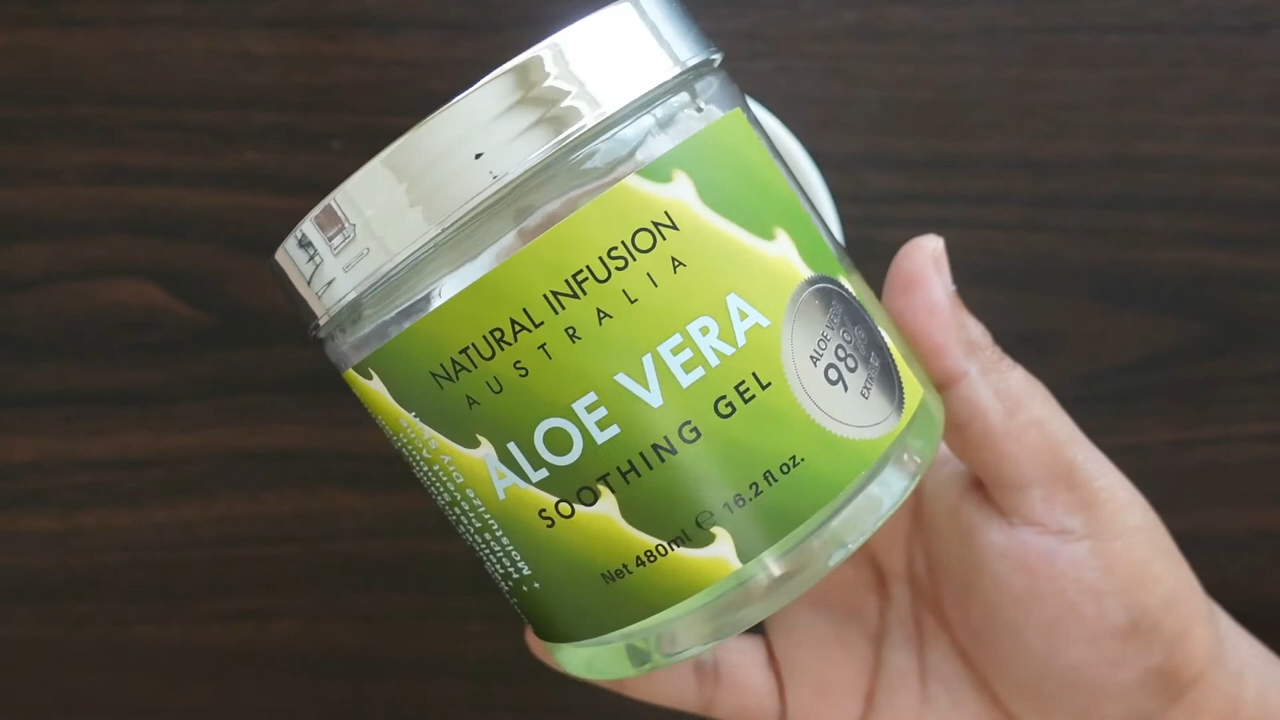 NATURAL INFUSION
AUSTRALIA
ALOE VERA
SOOTHING GEL
Net 480ml ℮ 16.2 fl oz.
ALOE VERA
98%
EXTRACT